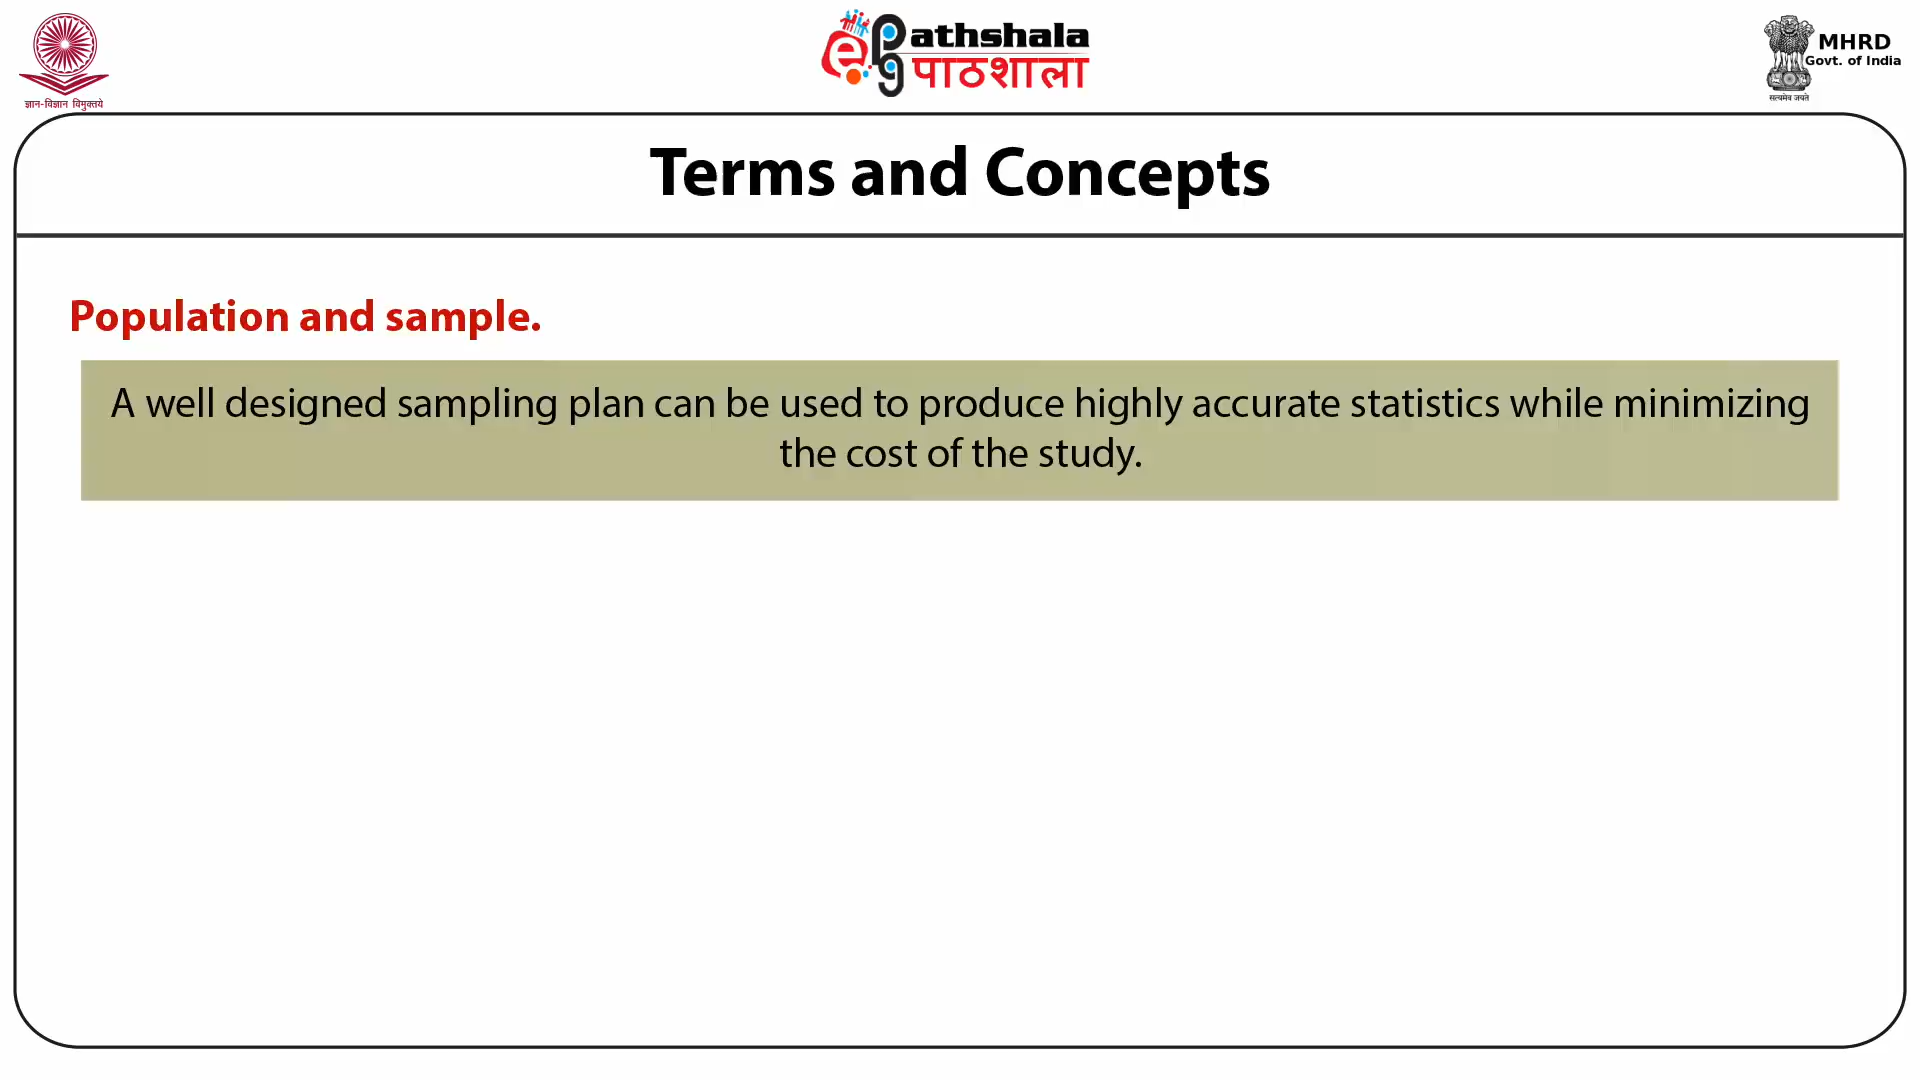 ज्ञान-विज्ञान विमुक्तये
e pg athshala
पाठशाला
MHRD
Govt. of India
सत्यमेव जयते
Terms and Concepts
Population and sample.
A well designed sampling plan can be used to produce highly accurate statistics while minimizing
the cost of the study.